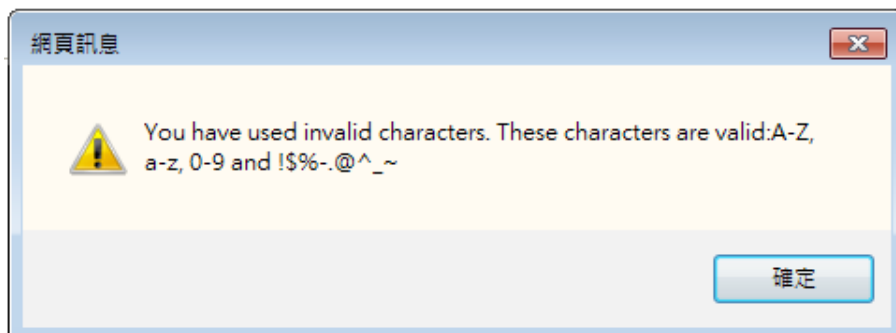 網頁訊息
You have used invalid characters. These characters are valid:A-Z,
a-z, 0-9 and !$%-.@^_~
確定